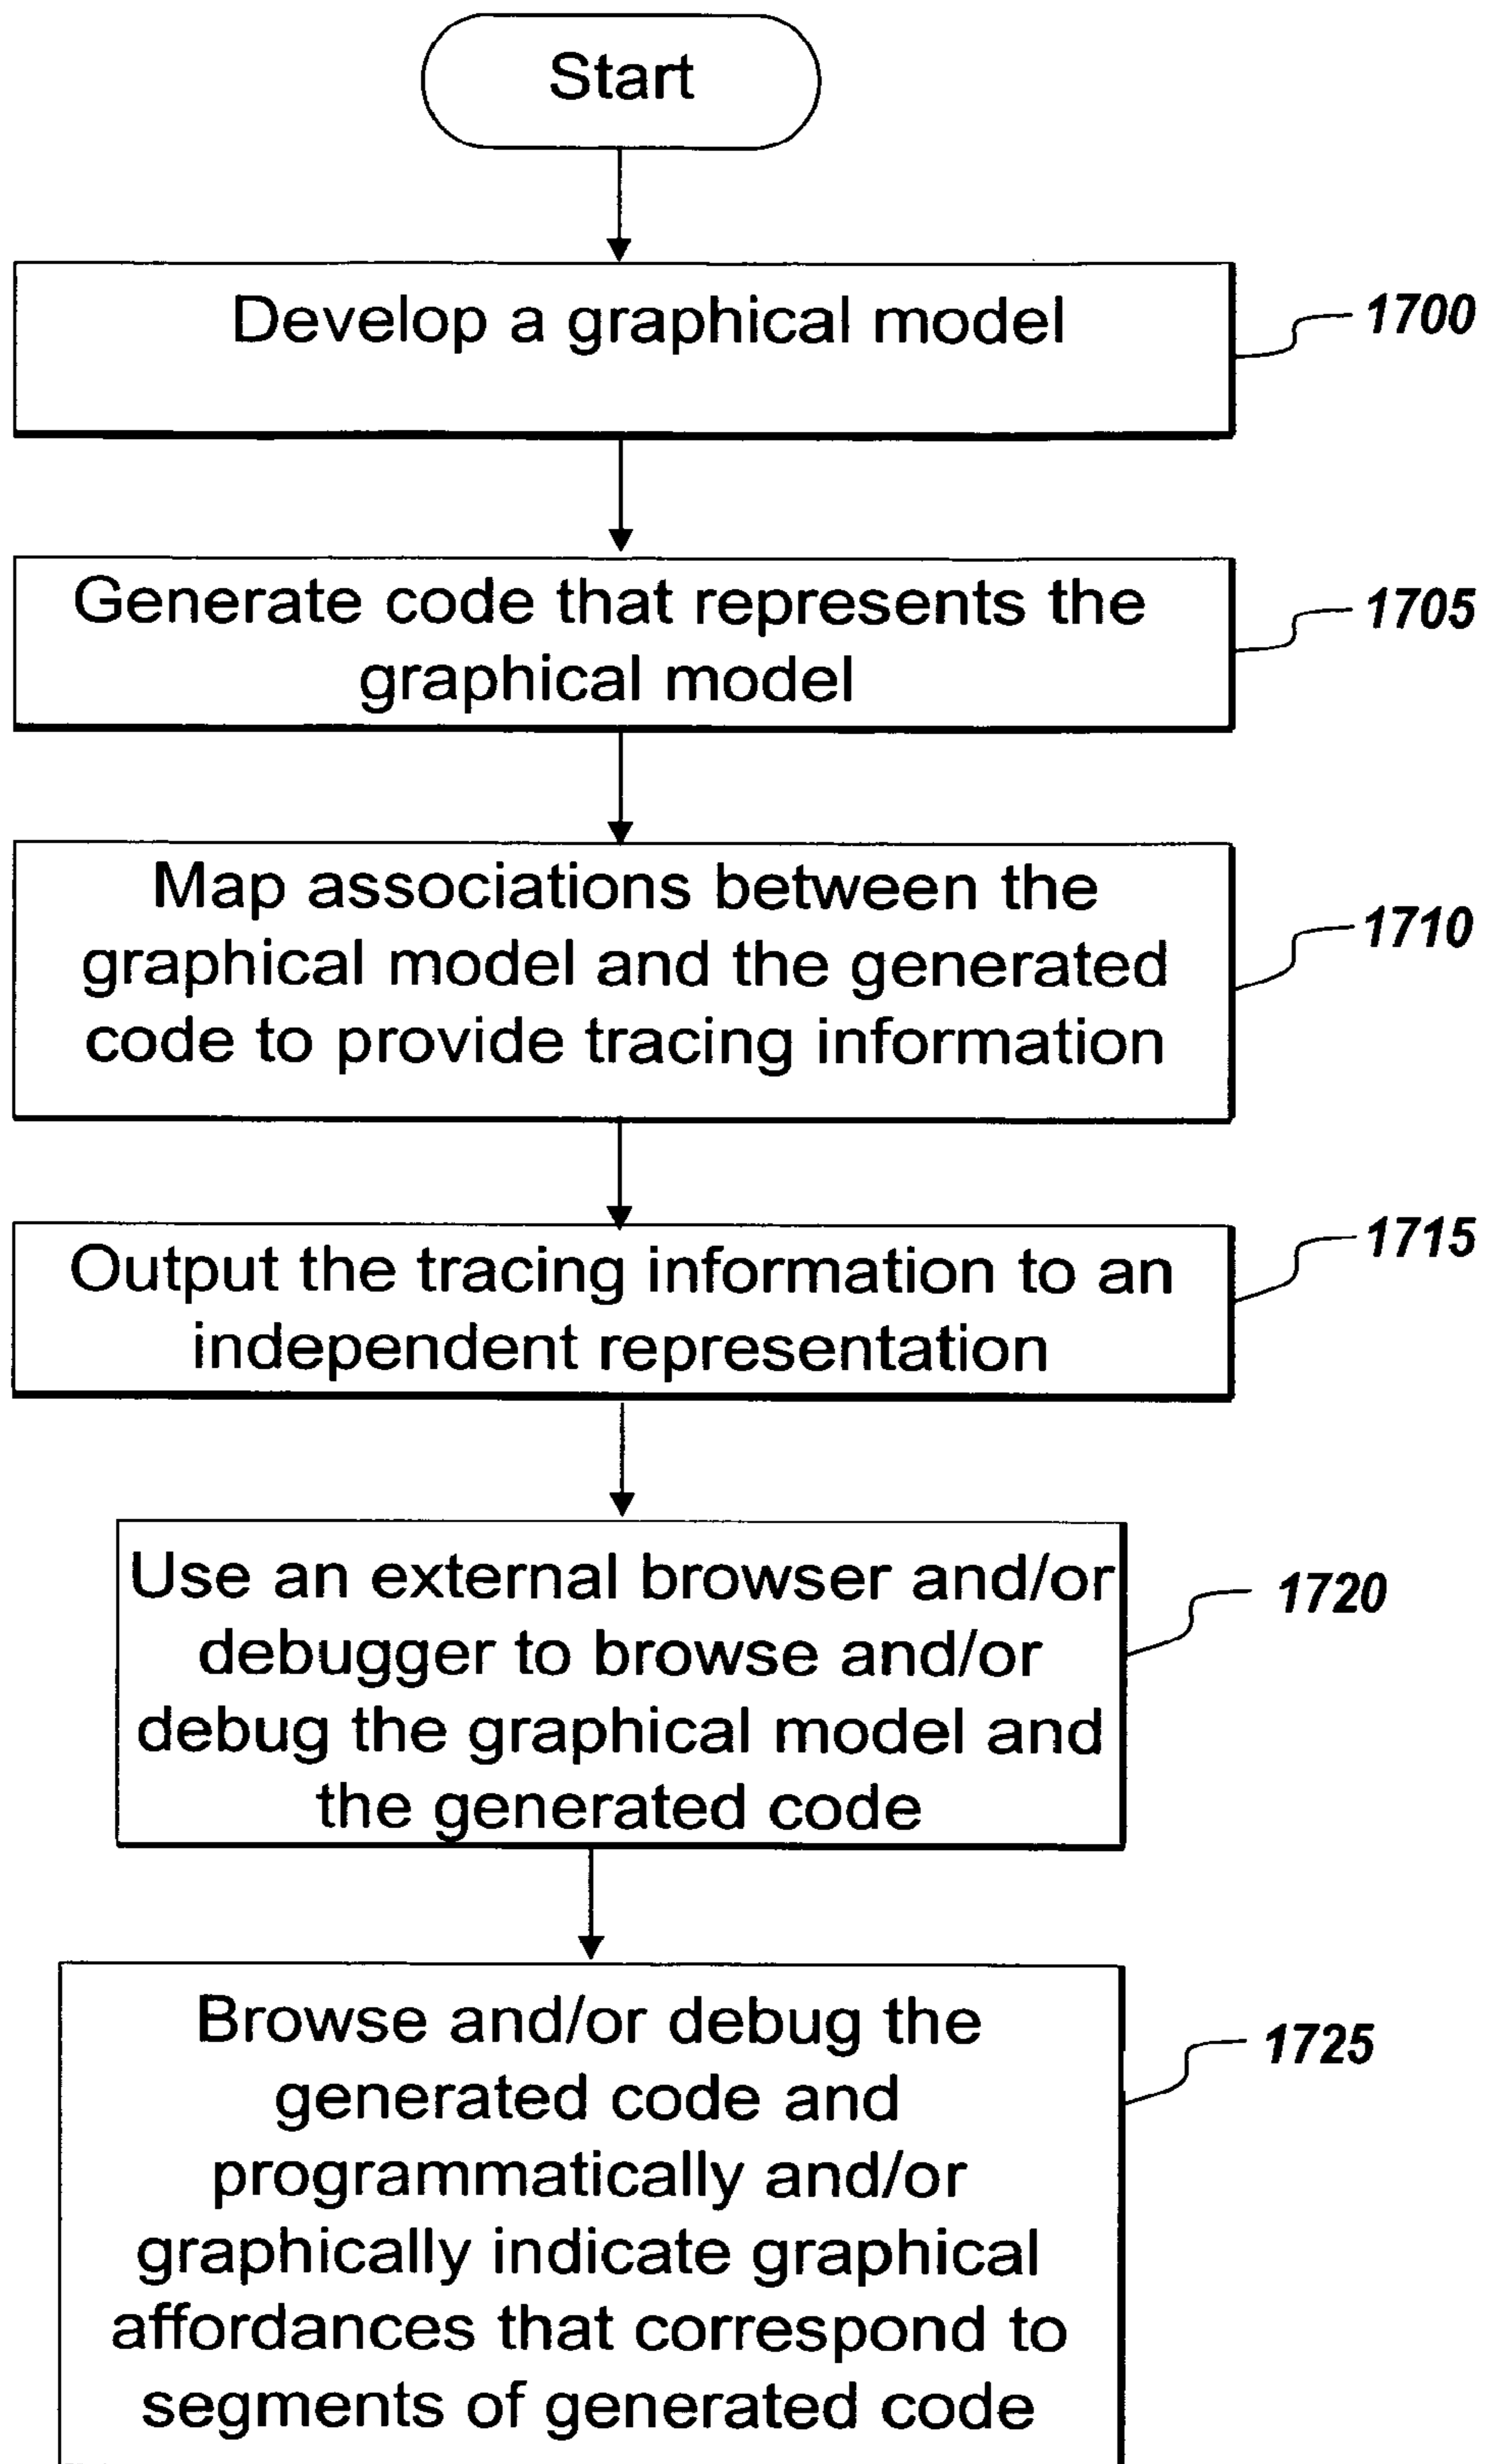 Start
Develop a graphical model
1700
Generate code that represents the
graphical model
1705
Map associations between the
graphical model and the generated
code to provide tracing information
1710
Output the tracing information to an
independent representation
1715
Use an external browser and/or
debugger to browse and/or
debug the graphical model and
the generated code
1720
Browse and/or debug the
generated code and
programmatically and/or
graphically indicate graphical
affordances that correspond to
segments of generated code
1725